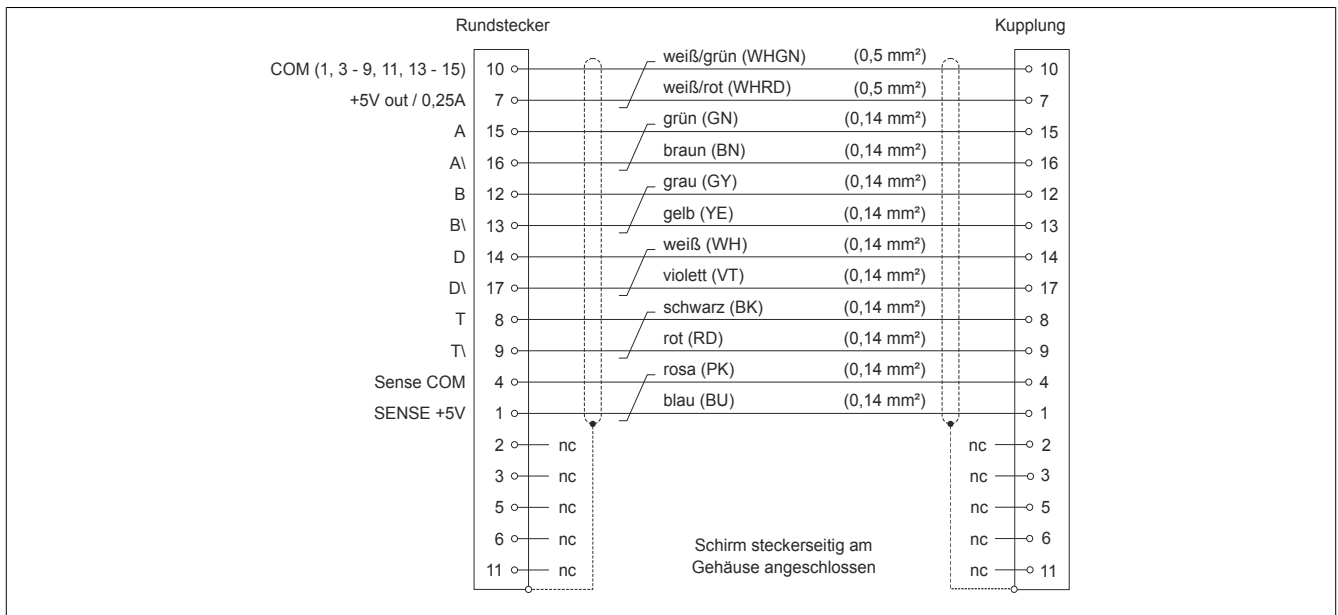 Rundstecker Kupplung
COM (1, 3 - 9, 11, 13 - 15) 10 weiß/grün (WHGN) (0,5 mm²) 10
+5V out / 0,25A 7 weiß/rot (WHRD) (0,5 mm²) 7
A 15 grün (GN) (0,14 mm²) 15
A\ 16 braun (BN) (0,14 mm²) 16
B 12 grau (GY) (0,14 mm²) 12
B\ 13 gelb (YE) (0,14 mm²) 13
D 14 weiß (WH) (0,14 mm²) 14
D\ 17 violett (VT) (0,14 mm²) 17
T 8 schwarz (BK) (0,14 mm²) 8
T\ 9 rot (RD) (0,14 mm²) 9
Sense COM 4 rosa (PK) (0,14 mm²) 4
SENSE +5V 1 blau (BU) (0,14 mm²) 1
2 nc nc 2
3 nc nc 3
5 nc nc 5
6 nc nc 6
11 nc nc 11
Schirm steckerseitig am
Gehäuse angeschlossen